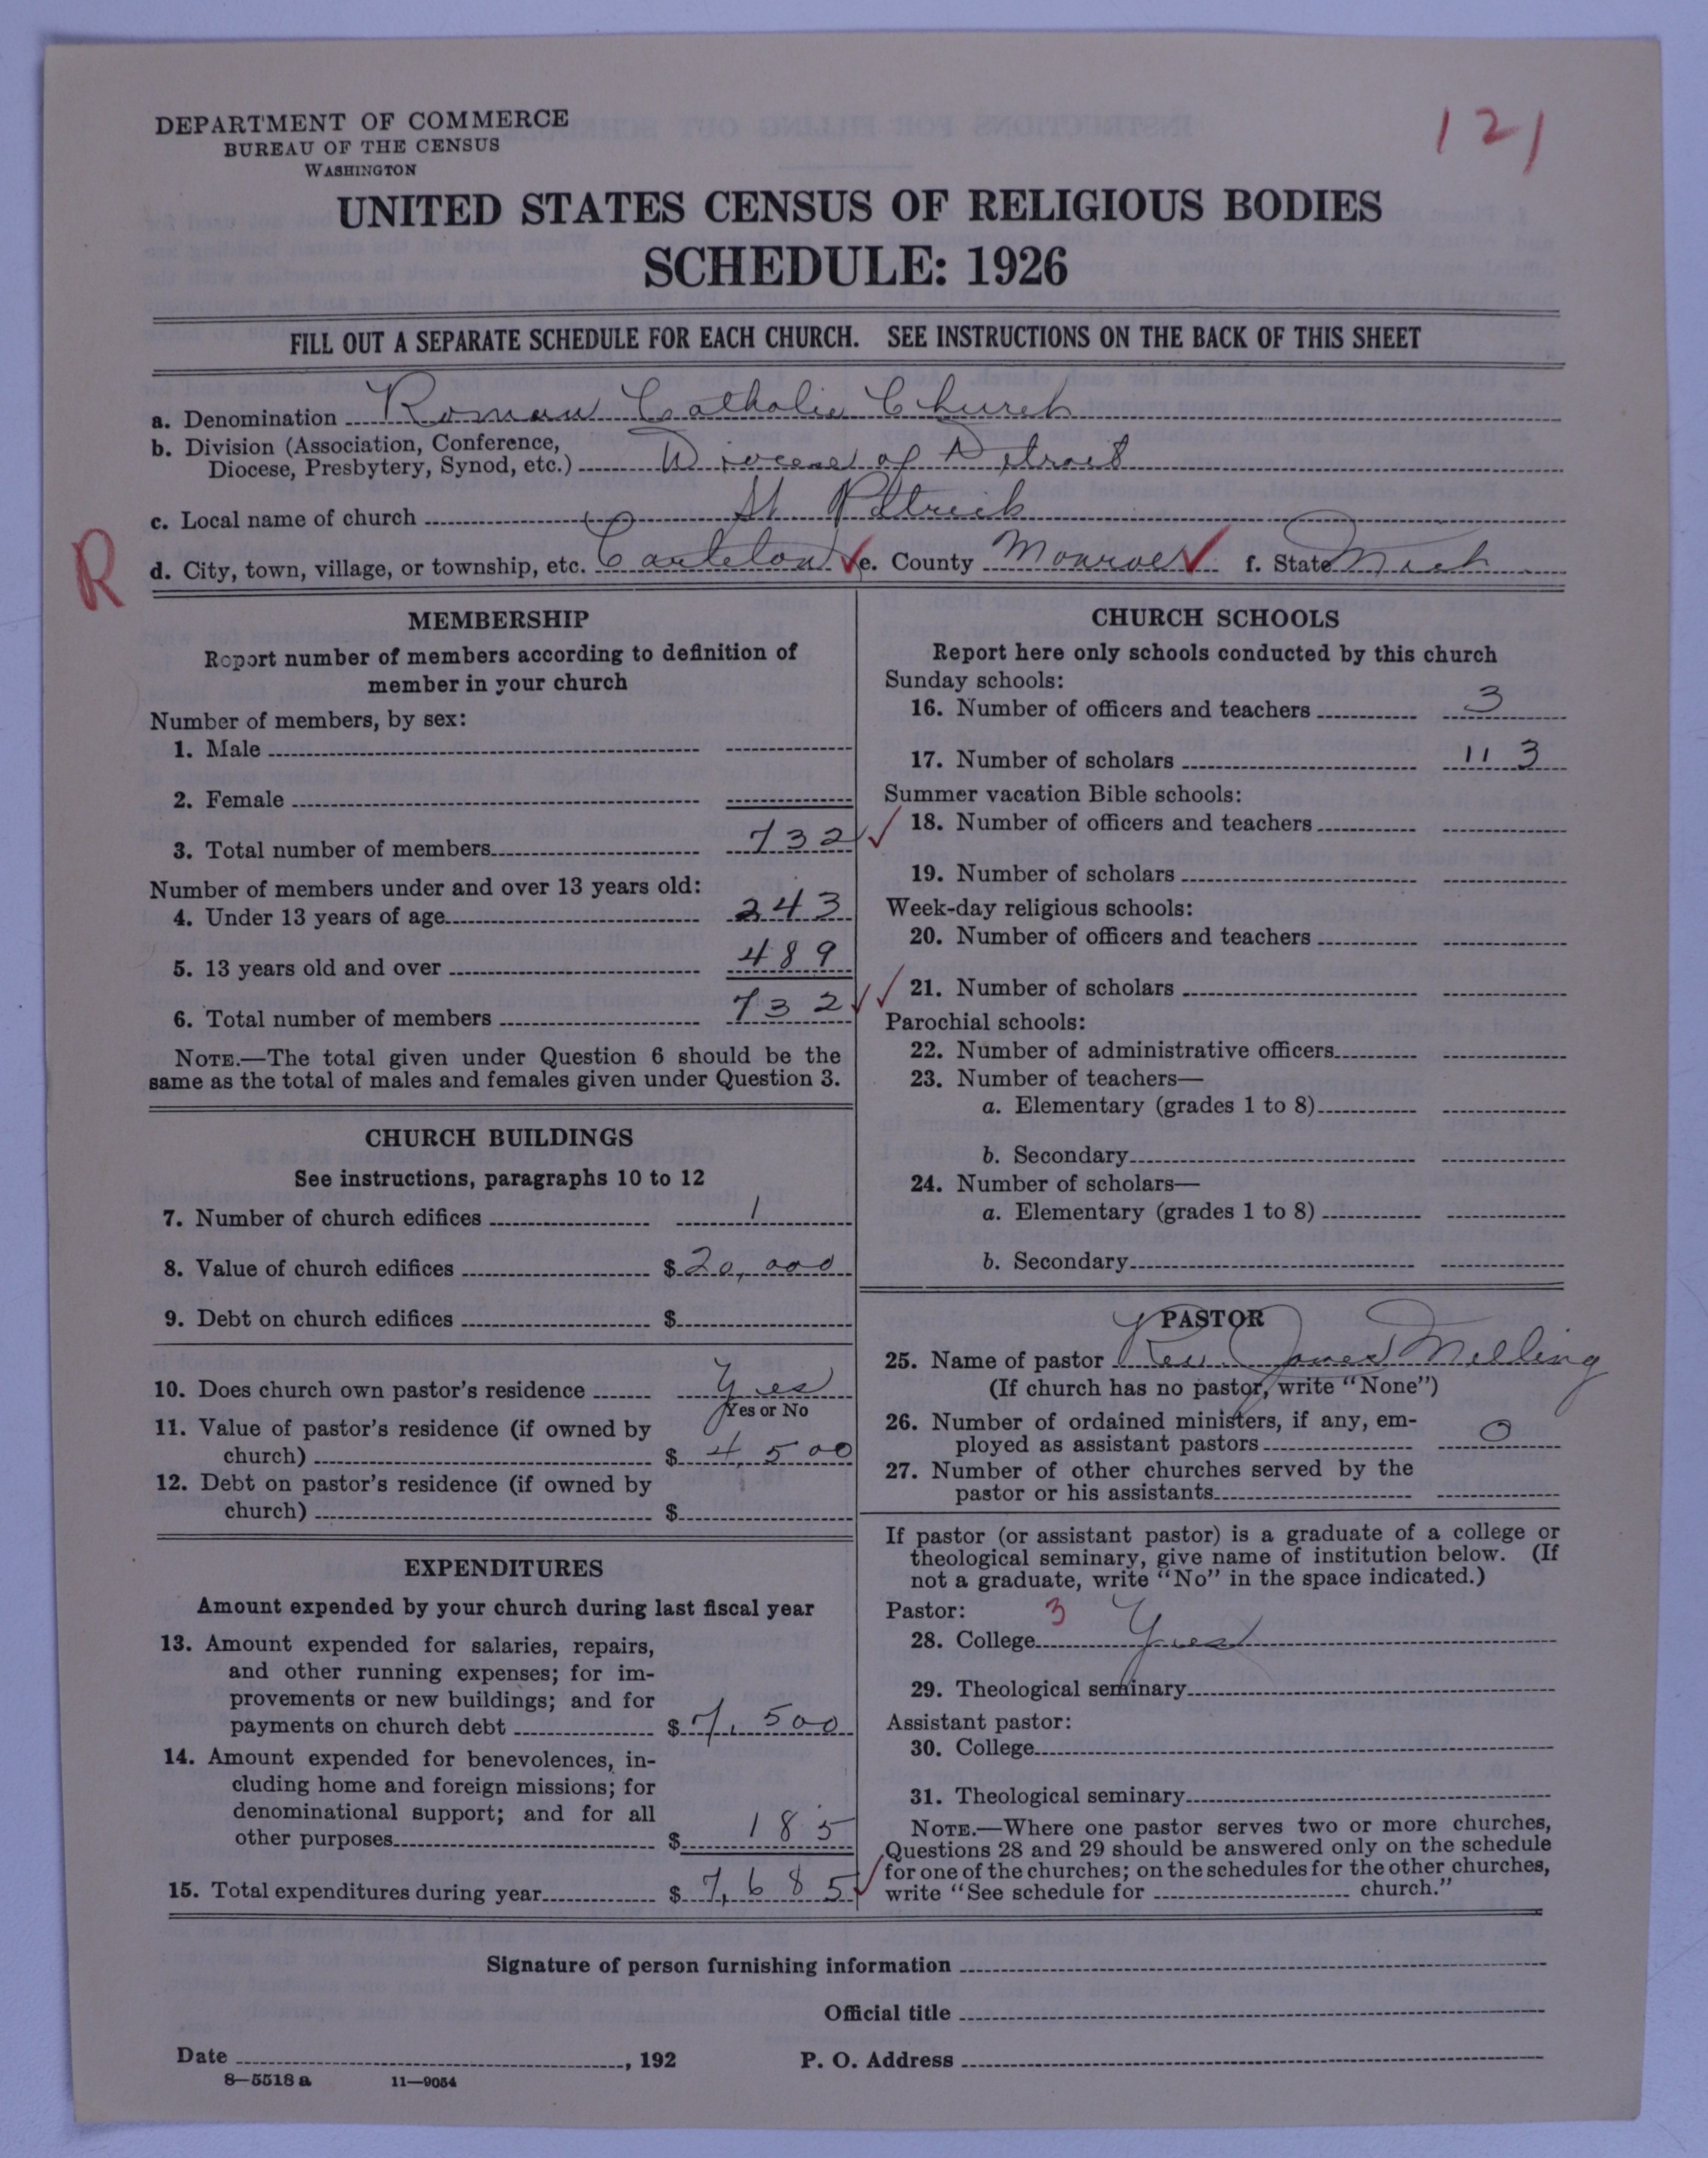 DEPARTMENT OF COMMERCE
BUREAU OF THE CENSUS
WASHINGTON
121
UNITED STATES CENSUS OF RELIGIOUS BODIES
SCHEDULE: 1926
FILL OUT A SEPARATE SCHEDULE FOR EACH CHURCH. SEE INSTRUCTIONS ON THE BACK OF THIS SHEET
a. Denomination Roman Catholic Church
b. Division (Association, Conference,
Diocese, Presbytery, Synod, etc.) Diocese of Detroit
c. Local name of church St Patrick
R
d. City, town, village, or township, etc. Carleton e. County Monroe f. State Mich
MEMBERSHIP
Report number of members according to definition of
member in your church
Number of members, by sex:
1. Male
2. Female
3. Total number of members 732
Number of members under and over 13 years old:
4. Under 13 years of age 243
5. 13 years old and over 489
6. Total number of members 732
NOTE.—The total given under Question 6 should be the
same as the total of males and females given under Question 3.
CHURCH BUILDINGS
See instructions, paragraphs 10 to 12
7. Number of church edifices 1
8. Value of church edifices $20,000
9. Debt on church edifices $
10. Does church own pastor's residence Yes
Yes or No
11. Value of pastor's residence (if owned by
church) $ 4,500
12. Debt on pastor's residence (if owned by
church) $
EXPENDITURES
Amount expended by your church during last fiscal year
13. Amount expended for salaries, repairs,
and other running expenses; for im-
provements or new buildings; and for
payments on church debt $ 7,500
14. Amount expended for benevolences, in-
cluding home and foreign missions; for
denominational support; and for all
other purposes $ 185
15. Total expenditures during year $ 7,685
CHURCH SCHOOLS
Report here only schools conducted by this church
Sunday schools:
16. Number of officers and teachers 3
17. Number of scholars 113
Summer vacation Bible schools:
18. Number of officers and teachers
19. Number of scholars
Week-day religious schools:
20. Number of officers and teachers
21. Number of scholars
Parochial schools:
22. Number of administrative officers
23. Number of teachers—
a. Elementary (grades 1 to 8)
b. Secondary
24. Number of scholars—
a. Elementary (grades 1 to 8)
b. Secondary
PASTOR
25. Name of pastor Rev. James Melling
(If church has no pastor, write "None")
26. Number of ordained ministers, if any, em-
ployed as assistant pastors 0
27. Number of other churches served by the
pastor or his assistants
If pastor (or assistant pastor) is a graduate of a college or
theological seminary, give name of institution below. (If
not a graduate, write "No" in the space indicated.)
Pastor: 3
28. College Yes
29. Theological seminary
Assistant pastor:
30. College
31. Theological seminary
NOTE.—Where one pastor serves two or more churches,
Questions 28 and 29 should be answered only on the schedule
for one of the churches; on the schedules for the other churches,
write "See schedule for church."
Signature of person furnishing information
Official title
Date , 192 P. O. Address
8—5518 a 11—9054